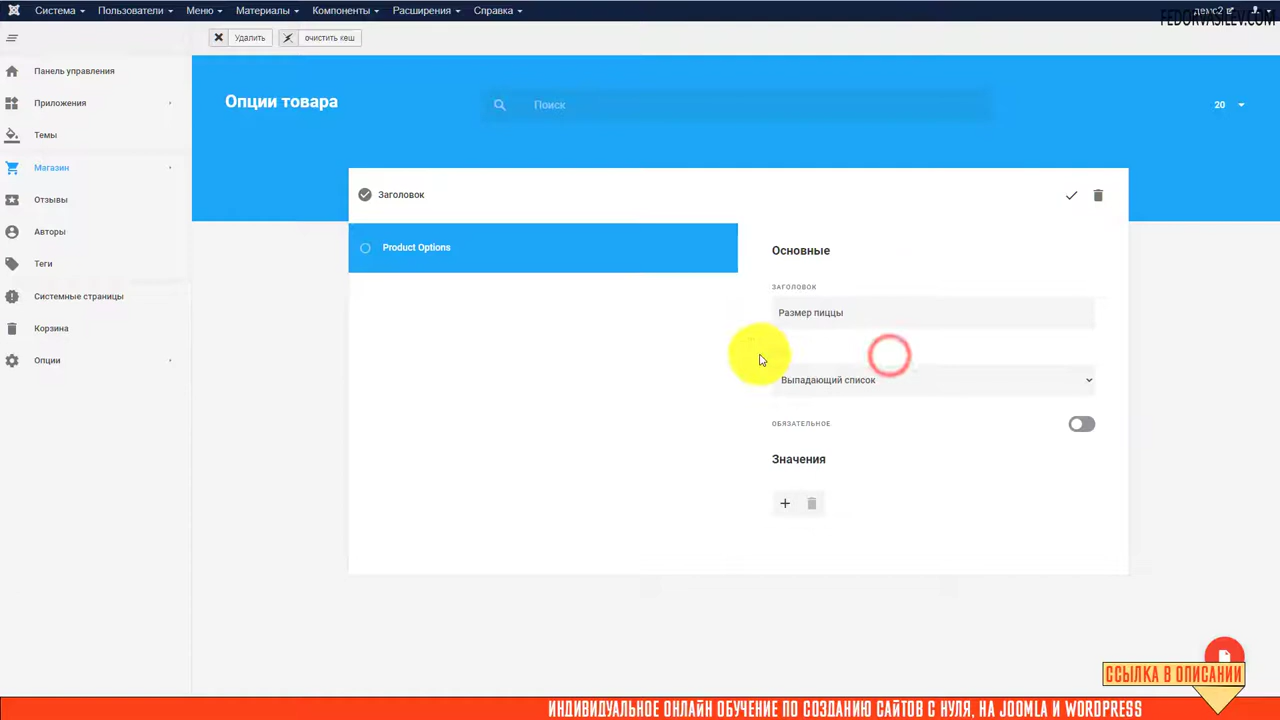 Система Пользователи Меню Материалы Компоненты Расширения Справка демо2
FEDORVASILEV.COM
Удалить очистить кеш
Панель управления
Приложения
Темы
Магазин
Отзывы
Авторы
Теги
Системные страницы
Корзина
Опции
Опции товара
Поиск
20
Заголовок
Product Options
Основные
ЗАГОЛОВОК
Размер пиццы
Выпадающий список
ОБЯЗАТЕЛЬНОЕ
Значения
ССЫЛКА В ОПИСАНИИ
ИНДИВИДУАЛЬНОЕ ОНЛАЙН ОБУЧЕНИЕ ПО СОЗДАНИЮ САЙТОВ С НУЛЯ, НА JOOMLA И WORDPRESS